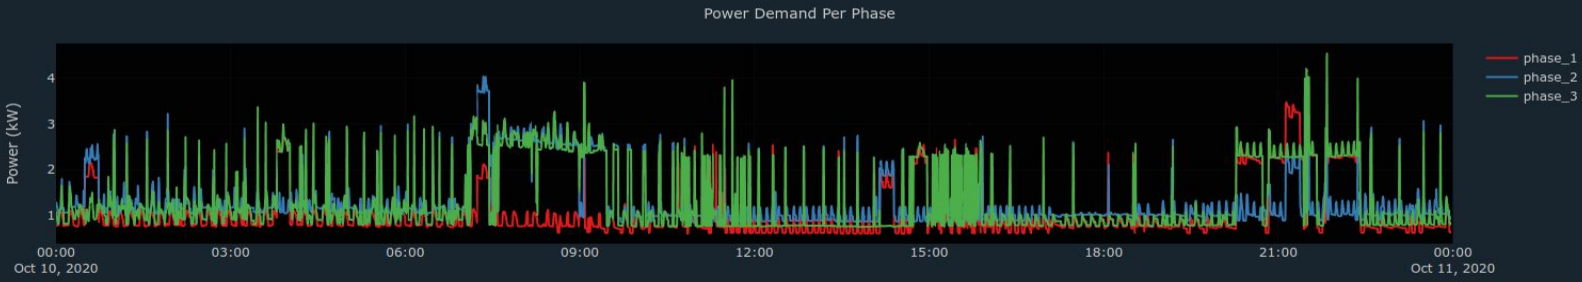 Power Demand Per Phase
Power (kW)
4
3
2
1
00:00
Oct 10, 2020
03:00
06:00
09:00
12:00
15:00
18:00
21:00
00:00
Oct 11, 2020
phase_1
phase_2
phase_3